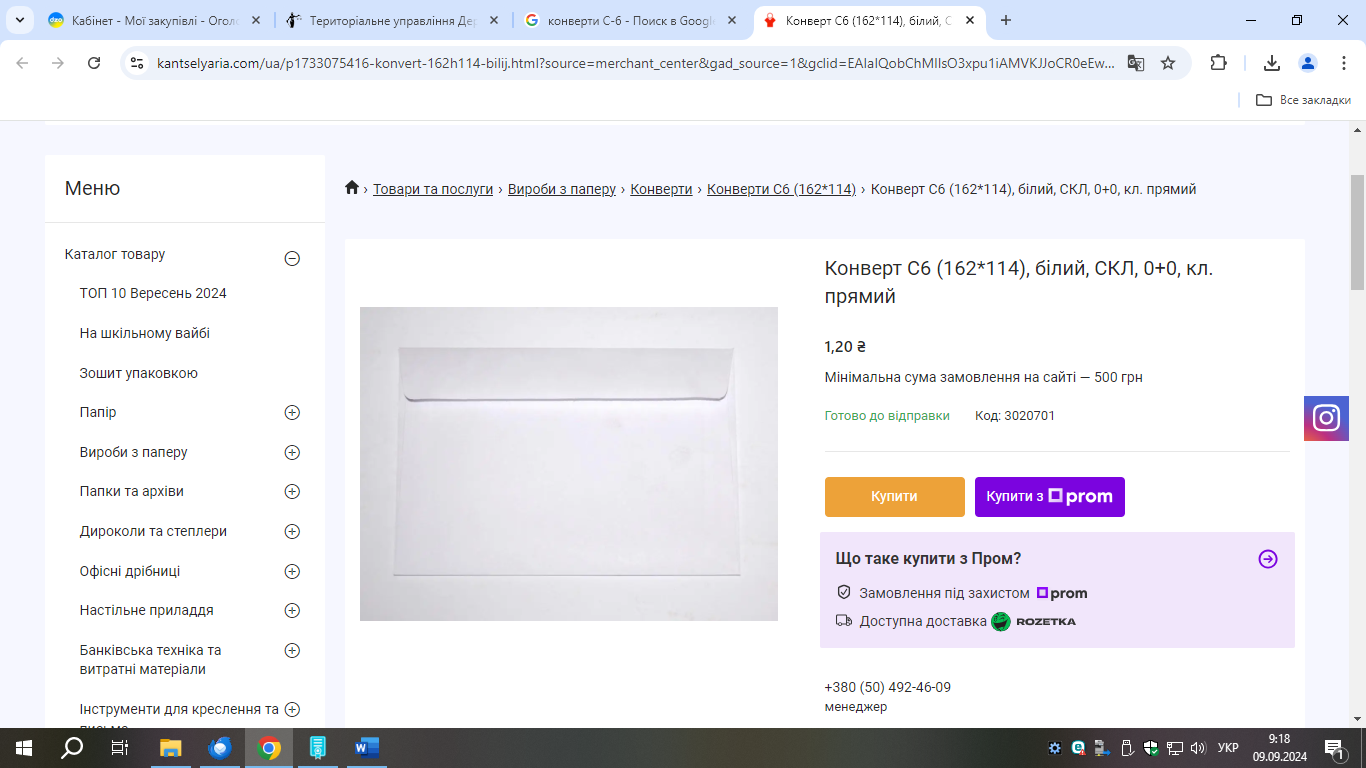 Кабінет - Мої закупівлі - Огол
Територіальне управління Дер
конверти С-6 - Поиск в Google
Конверт С6 (162*114), білий, С
kantselyaria.com/ua/p1733075416-konvert-162h114-bilij.html?source=merchant_center&gad_source=1&gclid=EAIaIQobChMIIsO3xpu1iAMVKJJoCR0eEw...
Все закладки
Меню
Товари та послуги › Вироби з паперу › Конверти › Конверти С6 (162*114) › Конверт С6 (162*114), білий, СКЛ, 0+0, кл. прямий
Каталог товару
ТОП 10 Вересень 2024
На шкільному вайбі
Зошит упаковкою
Папір
Вироби з паперу
Папки та архіви
Дироколи та степлери
Офісні дрібниці
Настільне приладдя
Банківська техніка та
витратні матеріали
Інструменти для креслення та
письма
Конверт С6 (162*114), білий, СКЛ, 0+0, кл.
прямий
1,20 ₴
Мінімальна сума замовлення на сайті — 500 грн
Готово до відправки Код: 3020701
Купити
Купити з prom
Що таке купити з Пром?
Замовлення під захистом prom
Доступна доставка ROZETKA
+380 (50) 492-46-09
менеджер
УКР
9:18
09.09.2024
1